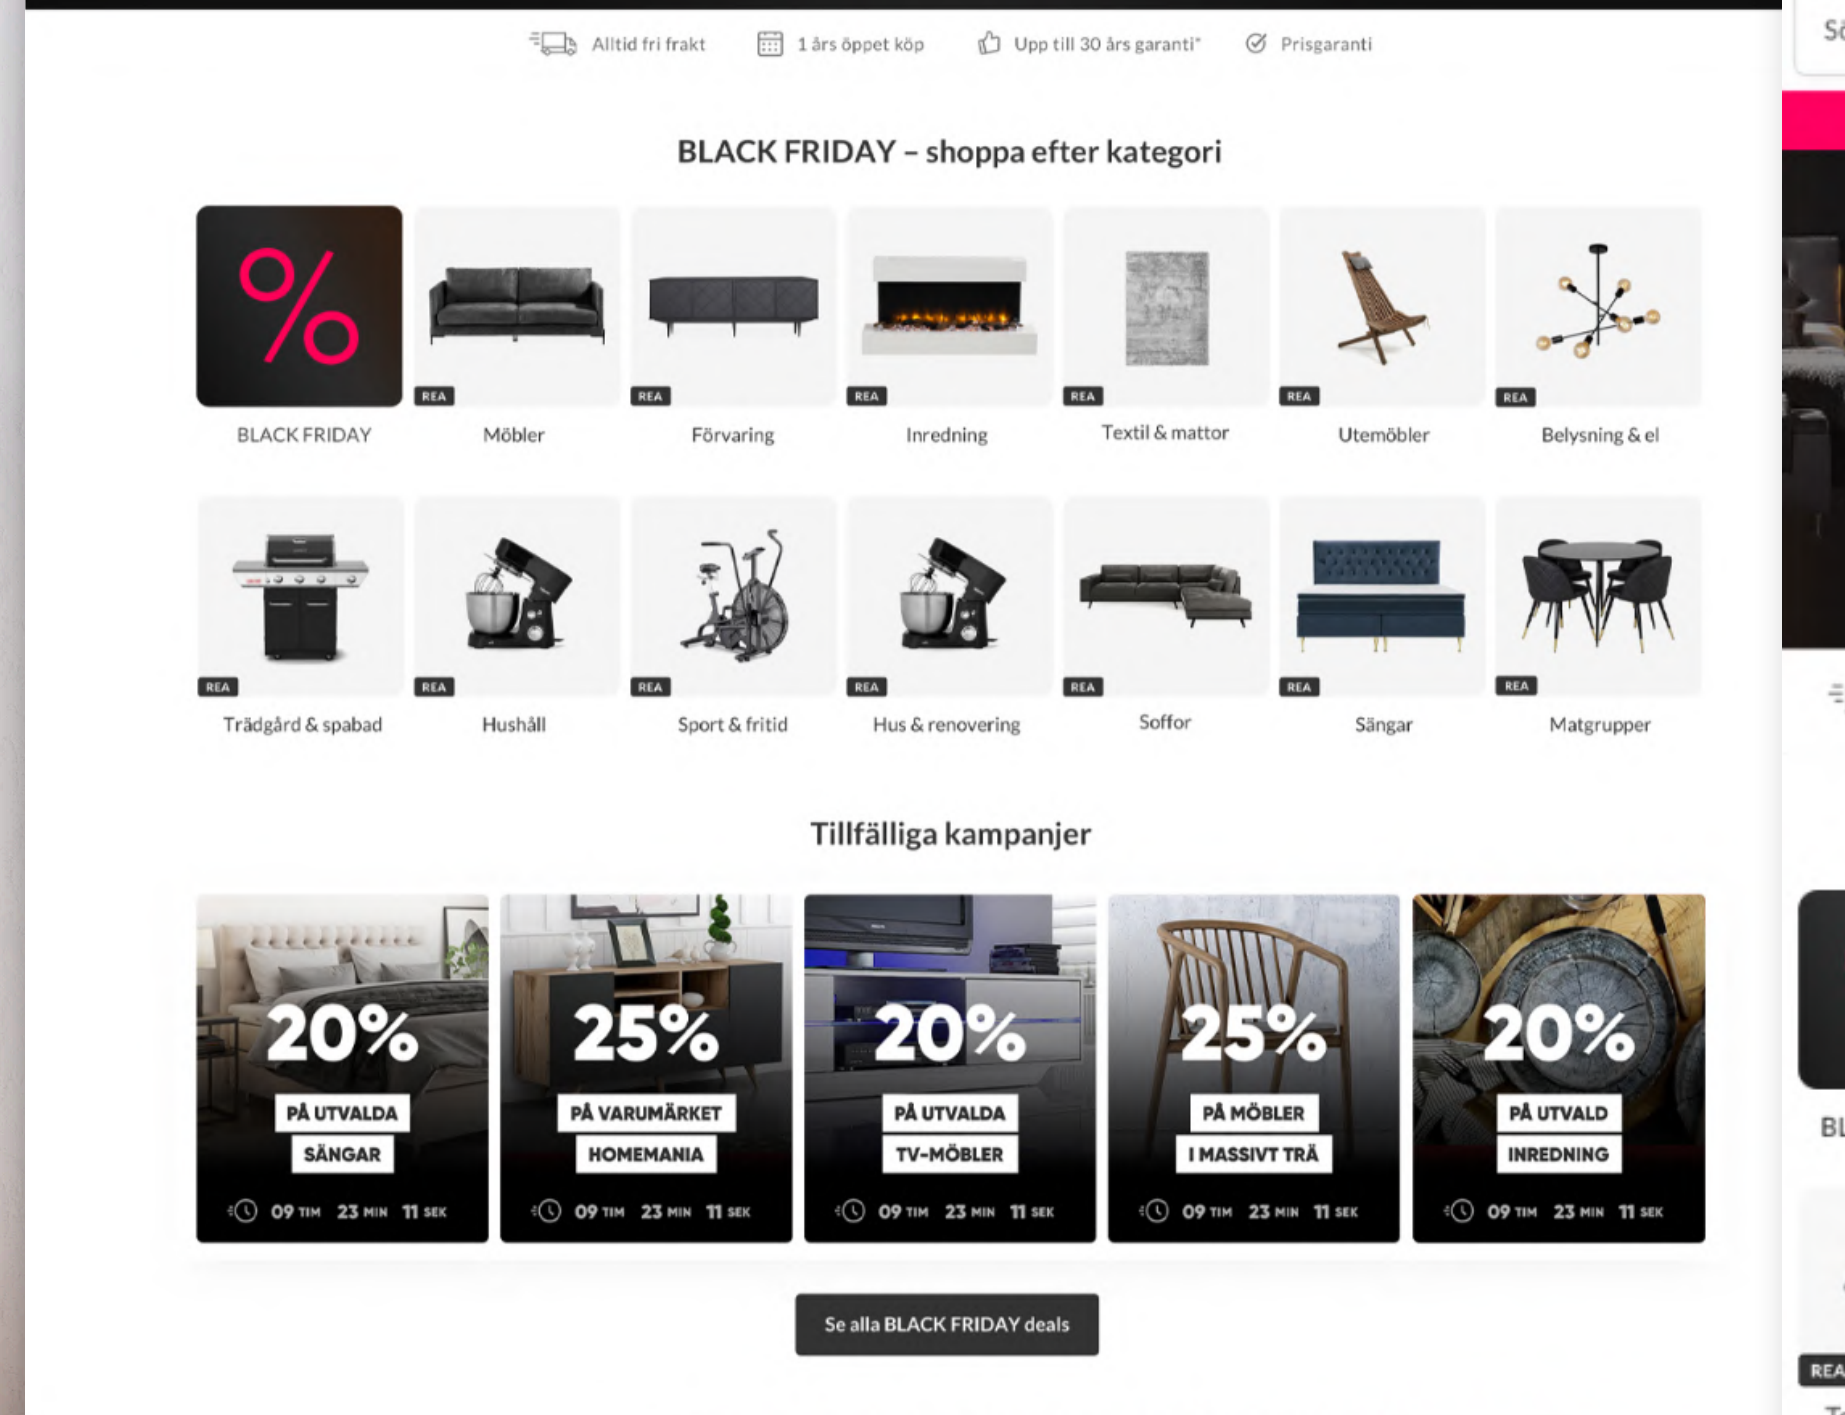 Alltid fri frakt
1 års öppet köp
Upp till 30 års garanti*
Prisgaranti
BLACK FRIDAY – shoppa efter kategori
%
REA
REA
REA
REA
REA
REA
BLACK FRIDAY
Möbler
Förvaring
Inredning
Textil & mattor
Utemöbler
Belysning & el
REA
REA
REA
REA
REA
REA
REA
Trädgård & spabad
Hushåll
Sport & fritid
Hus & renovering
Soffor
Sängar
Matgrupper
Tillfälliga kampanjer
20%
PÅ UTVALDA
SÄNGAR
09 TIM 23 MIN 11 SEK
25%
PÅ VARUMÄRKET
HOMEMANIA
09 TIM 23 MIN 11 SEK
20%
PÅ UTVALDA
TV-MÖBLER
09 TIM 23 MIN 11 SEK
25%
PÅ MÖBLER
I MASSIVT TRÄ
09 TIM 23 MIN 11 SEK
20%
PÅ UTVALD
INREDNING
09 TIM 23 MIN 11 SEK
Se alla BLACK FRIDAY deals
REA